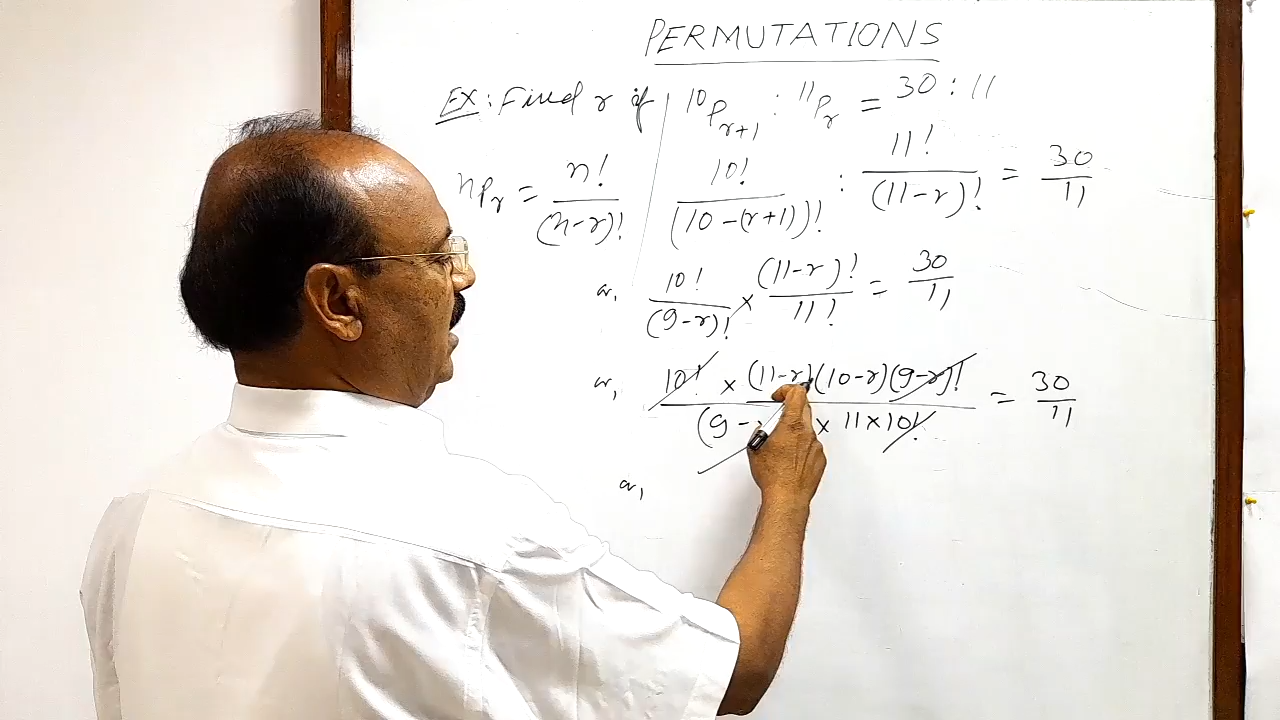 PERMUTATIONS
EX: Find r if ¹⁰Pᵣ₊₁ : ¹¹Pᵣ = 30 : 11
nPᵣ = n!/(n-r)! | 10!/(10-(r+1))! : 11!/(11-r)! = 30/11
or, 10!/(9-r)! × (11-r)!/11! = 30/11
or, 10! × (11-r)(10-r)(9-r)!/(9- × 11×10! = 30/11
or,